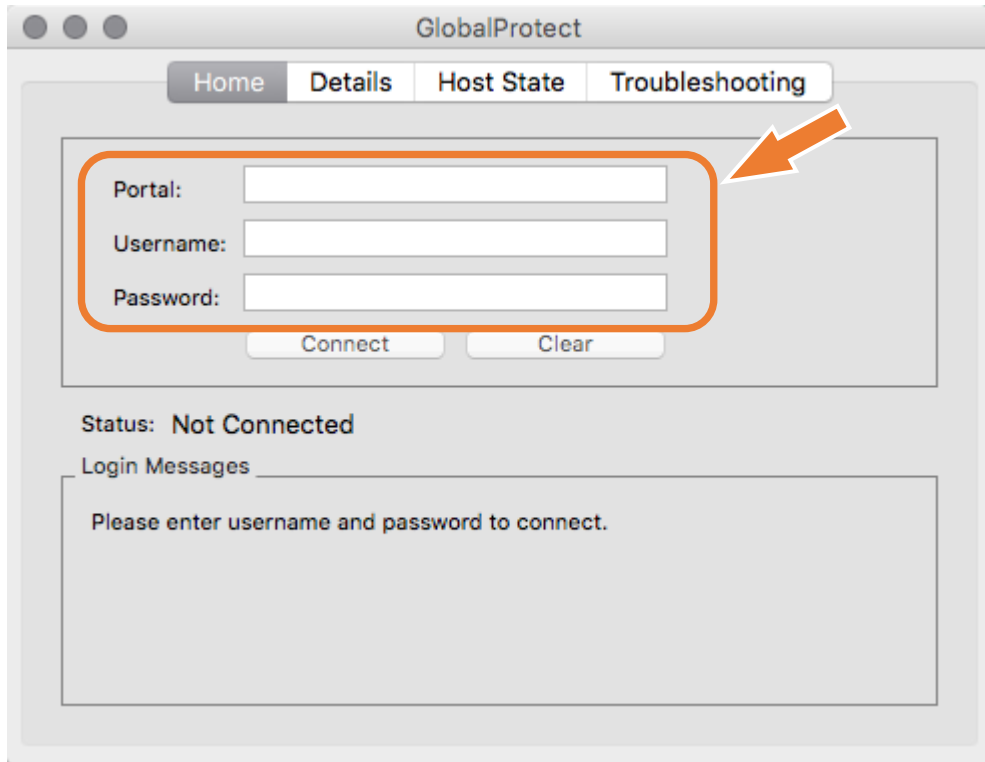 GlobalProtect
Home Details Host State Troubleshooting
Portal:
Username:
Password:
Connect Clear
Status: Not Connected
Login Messages
Please enter username and password to connect.